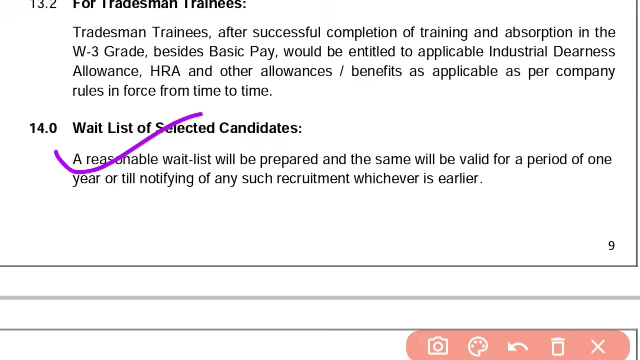 13.2 For Tradesman Trainees:
Tradesman Trainees, after successful completion of training and absorption in the
W-3 Grade, besides Basic Pay, would be entitled to applicable Industrial Dearness
Allowance, HRA and other allowances / benefits as applicable as per company
rules in force from time to time.
14.0 Wait List of Selected Candidates:
A reasonable wait-list will be prepared and the same will be valid for a period of one
year or till notifying of any such recruitment whichever is earlier.
9